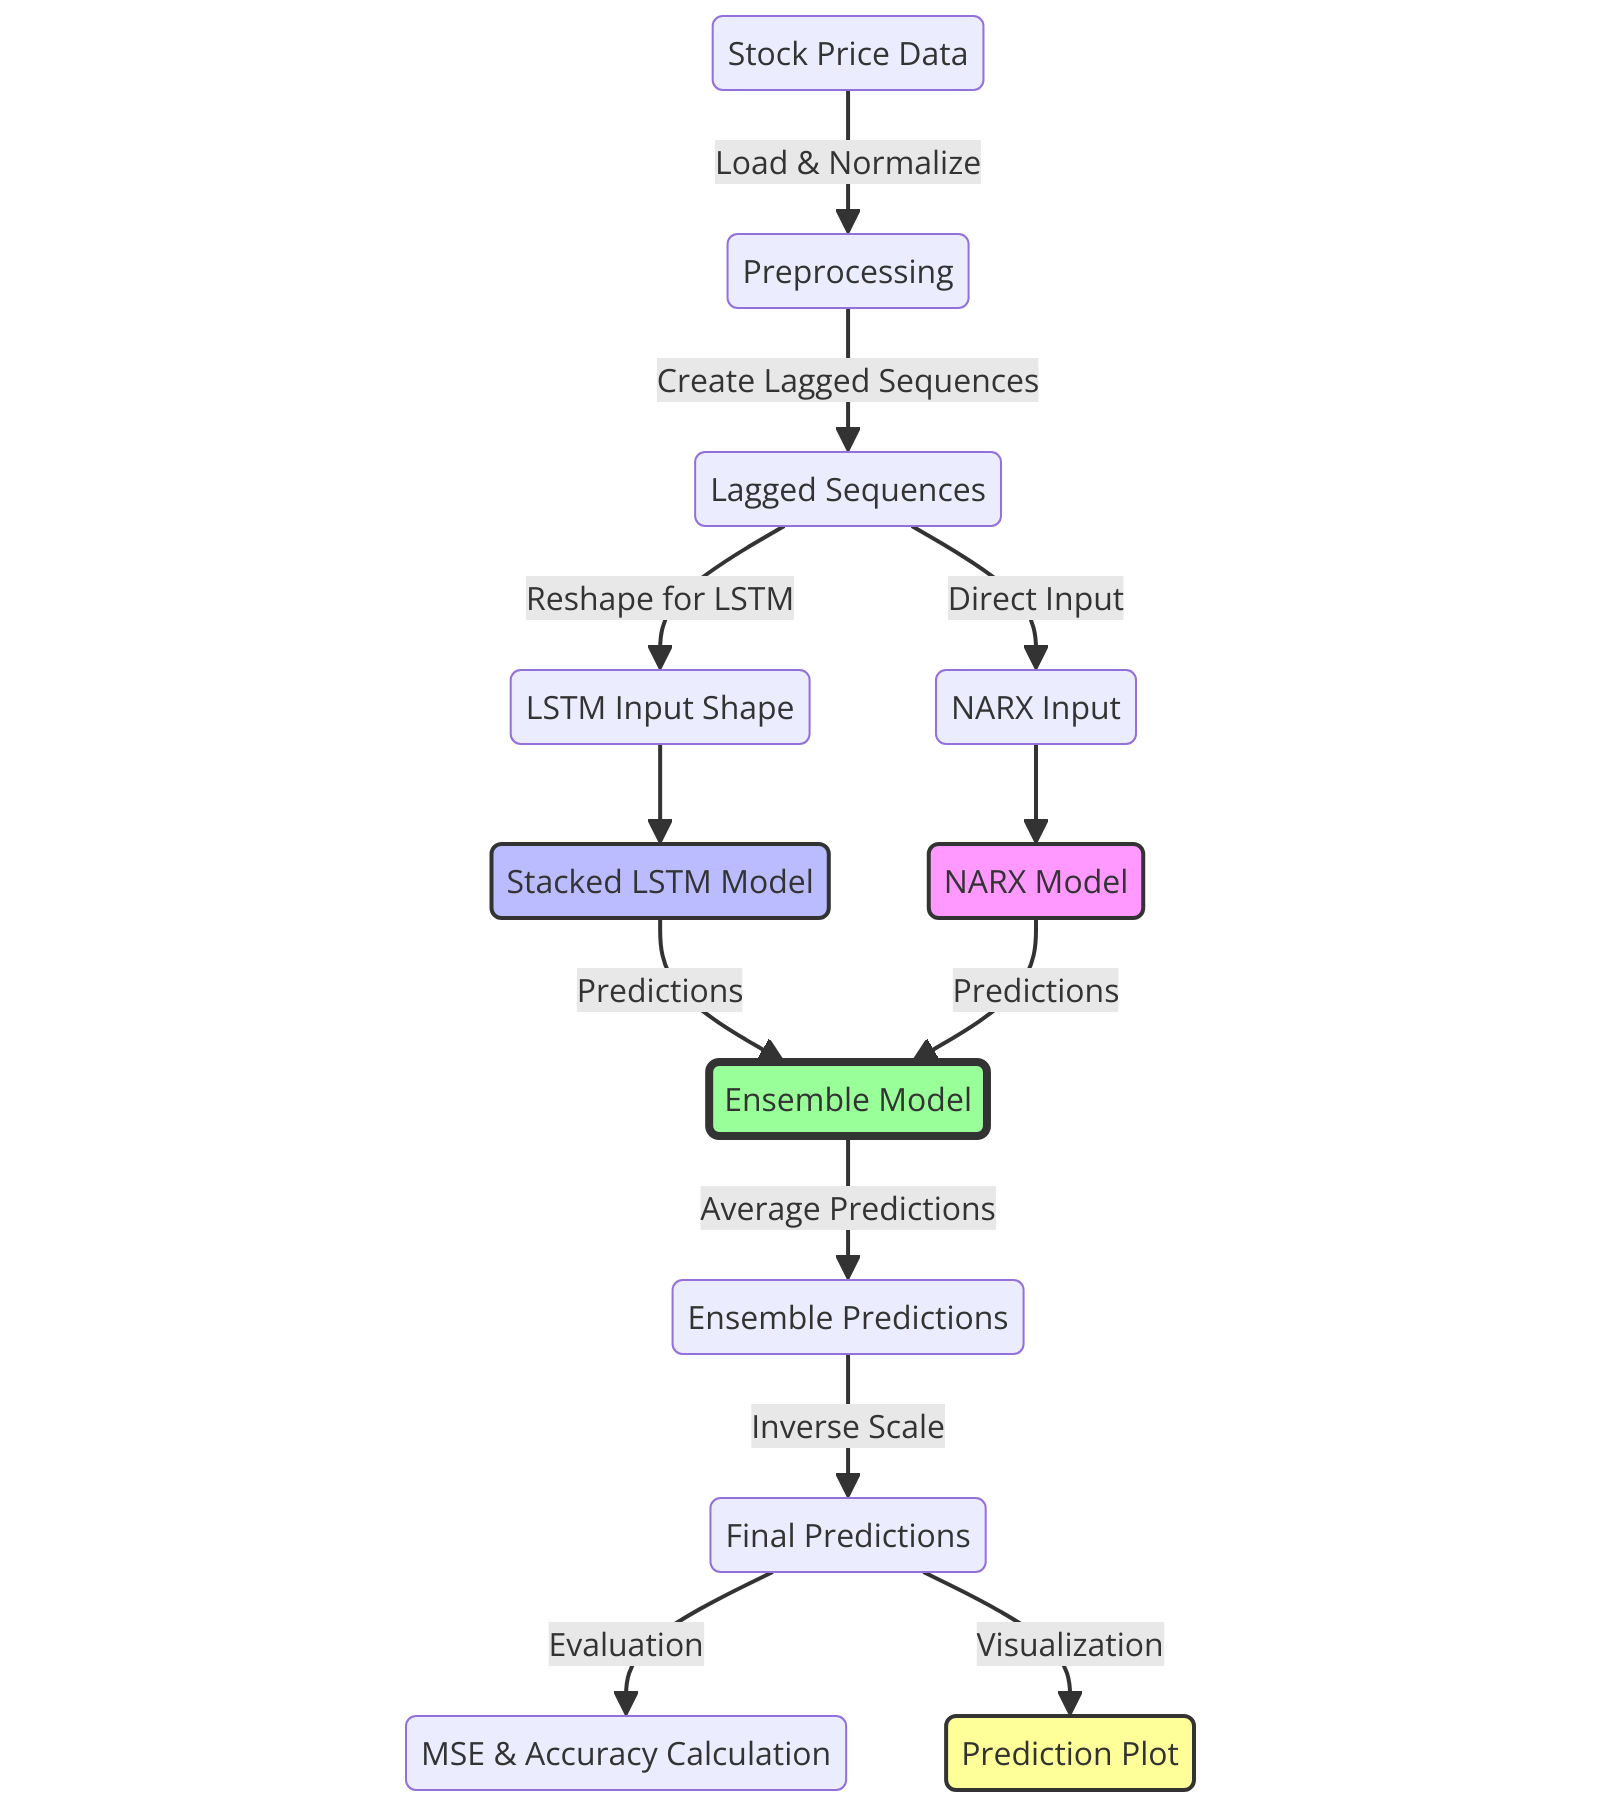 Stock Price Data
Load & Normalize
Preprocessing
Create Lagged Sequences
Lagged Sequences
Reshape for LSTM
Direct Input
LSTM Input Shape
NARX Input
Stacked LSTM Model
NARX Model
Predictions
Predictions
Ensemble Model
Average Predictions
Ensemble Predictions
Inverse Scale
Final Predictions
Evaluation
Visualization
MSE & Accuracy Calculation
Prediction Plot